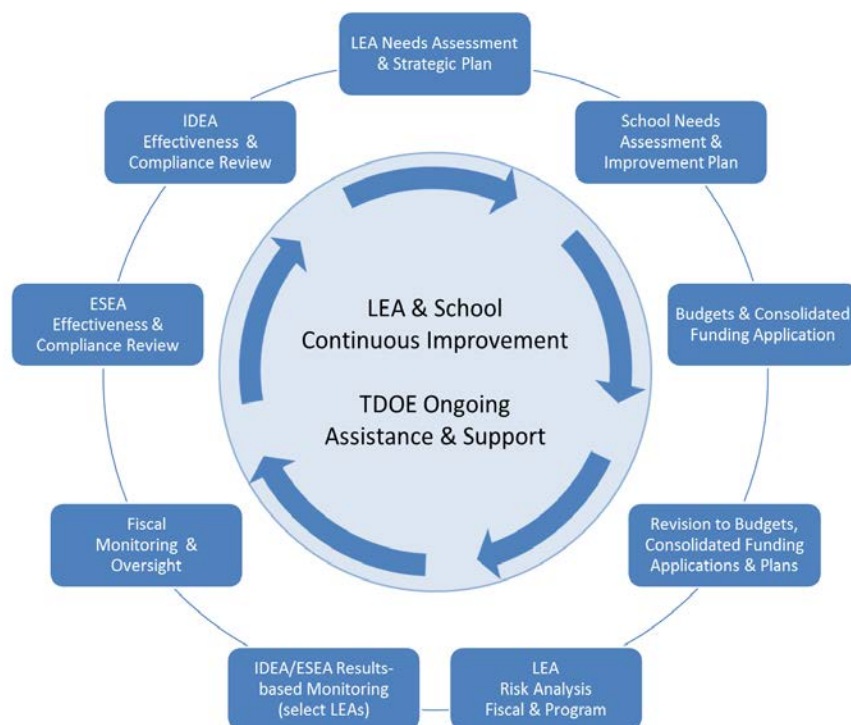 LEA Needs Assessment
& Strategic Plan
School Needs
Assessment &
Improvement Plan
Budgets & Consolidated
Funding Application
Revision to Budgets,
Consolidated Funding
Applications & Plans
LEA
Risk Analysis
Fiscal & Program
IDEA/ESEA Results-
based Monitoring
(select LEAs)
Fiscal
Monitoring &
Oversight
ESEA
Effectiveness &
Compliance Review
IDEA
Effectiveness &
Compliance Review
LEA & School
Continuous Improvement
TDOE Ongoing
Assistance & Support